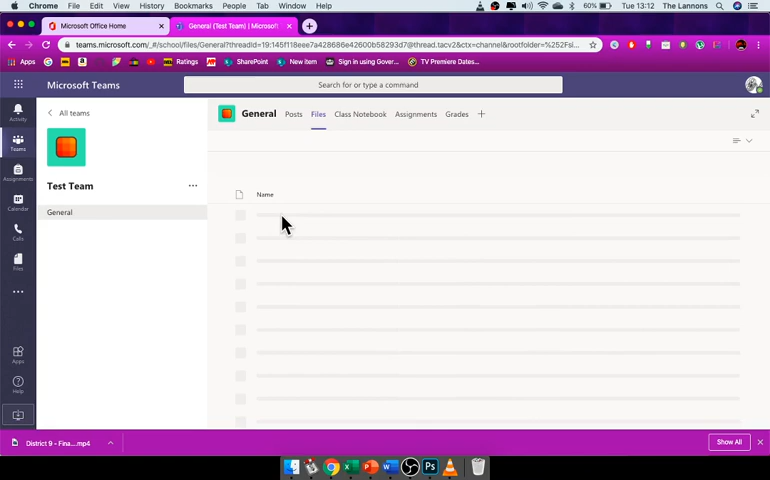 Chrome File Edit View History Bookmarks People Tab Window Help 60% Tue 13:12 The Lannons
Microsoft Office Home General (Test Team) | Microsoft
teams.microsoft.com/_#/school/files/General?threadId=19:145f118eee7a428686e42600b58293d7@thread.tacv2&ctx=channel&rootfolder=%252Fsi...
Apps Ratings SharePoint New item Sign in using Gover... TV Premiere Dates...
Microsoft Teams Search for or type a command
Activity
Teams
Assignments
Calendar
Calls
Files
Apps
Help
All teams
Test Team
General
General Posts Files Class Notebook Assignments Grades
Name
District 9 - Fina....mp4 Show All